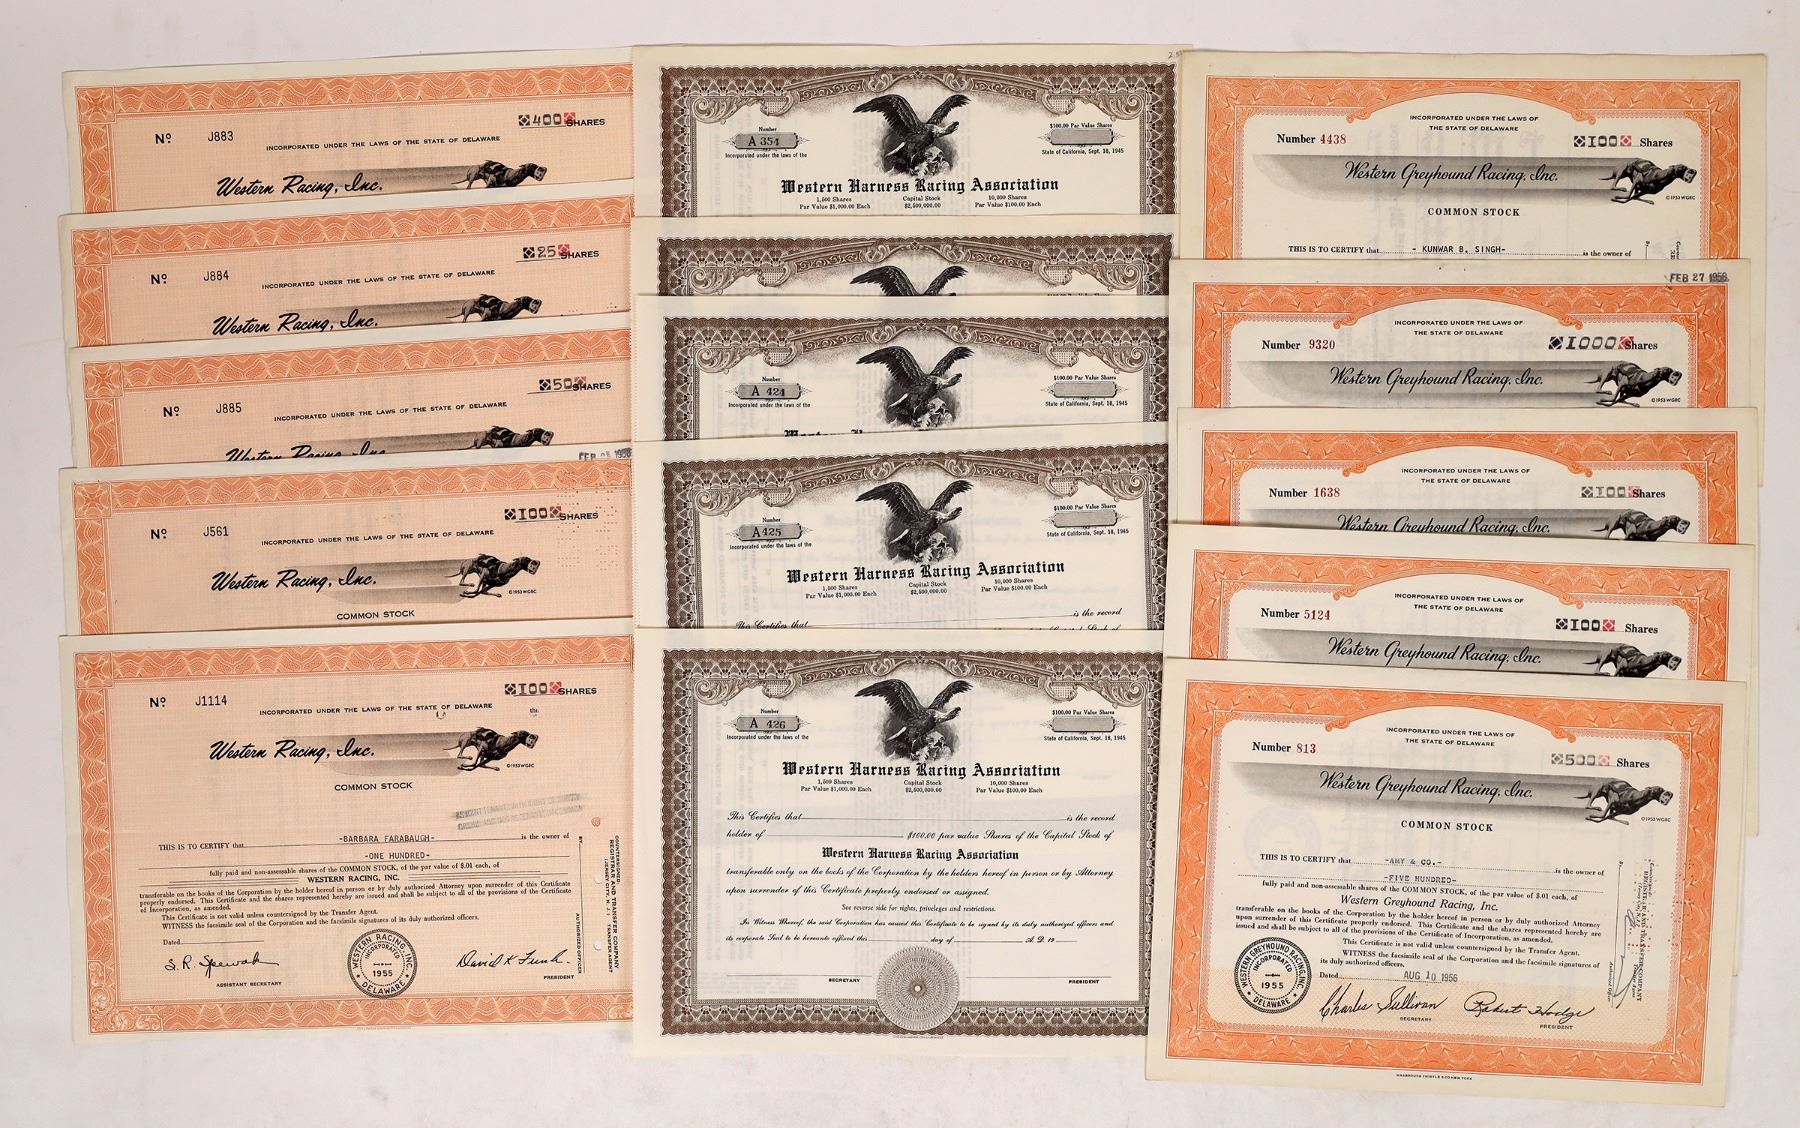 Nº J883
400 SHARES
INCORPORATED UNDER THE LAWS OF THE STATE OF DELAWARE
Western Racing, Inc.
Nº J884
25 SHARES
INCORPORATED UNDER THE LAWS OF THE STATE OF DELAWARE
Western Racing, Inc.
Nº J885
50 SHARES
INCORPORATED UNDER THE LAWS OF THE STATE OF DELAWARE
Western Racing, Inc.
Nº J561
100 SHARES
INCORPORATED UNDER THE LAWS OF THE STATE OF DELAWARE
Western Racing, Inc.
©1953 WGRC
COMMON STOCK
Nº J1114
100 SHARES
INCORPORATED UNDER THE LAWS OF THE STATE OF DELAWARE
Western Racing, Inc.
©1953 WGRC
COMMON STOCK
THIS IS TO CERTIFY that -BARBARA FARABAUGH- is the owner of
-ONE HUNDRED-
fully paid and non-assessable shares of the COMMON STOCK, of the par value of $.01 each, of
WESTERN RACING, INC.
transferable on the books of the Corporation by the holder hereof in person or by duly authorized Attorney upon surrender of this Certificate
properly endorsed. This Certificate and the shares represented hereby are issued and shall be subject to all of the provisions of the Certificate
of Incorporation, as amended.
This Certificate is not valid unless countersigned by the Transfer Agent.
WITNESS the facsimile seal of the Corporation and the facsimile signatures of its duly authorized officers.
Dated
S. R. Spewak
ASSISTANT SECRETARY
WESTERN RACING, INC.
INCORPORATED
1955
DELAWARE
David K Funk.
PRESIDENT
COUNTERSIGNED:
REGISTRAR AND TRANSFER COMPANY
(JERSEY CITY, N. J.)
TRANSFER AGENT
BY
AUTHORIZED OFFICER
Number
A 354
Incorporated under the laws of the
$100.00 Par Value Shares
State of California, Sept. 18, 1945
Western Harness Racing Association
1,500 Shares Capital Stock 10,000 Shares
Par Value $1,000.00 Each $2,500,000.00 Par Value $100.00 Each
Number
A 424
Incorporated under the laws of the
$100.00 Par Value Shares
State of California, Sept. 18, 1945
Number
A 425
Incorporated under the laws of the
$100.00 Par Value Shares
State of California, Sept. 18, 1945
Western Harness Racing Association
1,500 Shares Capital Stock 10,000 Shares
Par Value $1,000.00 Each $2,500,000.00 Par Value $100.00 Each
This Certifies that is the record
Number
A 426
Incorporated under the laws of the
$100.00 Par Value Shares
State of California, Sept. 18, 1945
Western Harness Racing Association
1,500 Shares Capital Stock 10,000 Shares
Par Value $1,000.00 Each $2,500,000.00 Par Value $100.00 Each
This Certifies that is the record
holder of $100.00 par value Shares of the Capital Stock of
Western Harness Racing Association
transferable only on the books of the Corporation by the holders hereof in person or by Attorney
upon surrender of this Certificate properly endorsed or assigned.
See reverse side for rights, priveleges and restrictions.
In Witness Whereof, the said Corporation has caused this Certificate to be signed by its duly authorized officers and
its corporate Seal to be hereunto affixed this day of A. D. 19
SECRETARY
PRESIDENT
INCORPORATED UNDER THE LAWS OF
THE STATE OF DELAWARE
Number 4438
100 Shares
Western Greyhound Racing, Inc.
©1953 WGRC
COMMON STOCK
THIS IS TO CERTIFY that - KUNWAR B. SINGH- is the owner of
FEB 27 1958
INCORPORATED UNDER THE LAWS OF
THE STATE OF DELAWARE
Number 9320
1000 Shares
Western Greyhound Racing, Inc.
©1953 WGRC
INCORPORATED UNDER THE LAWS OF
THE STATE OF DELAWARE
Number 1638
100 Shares
Western Greyhound Racing, Inc.
INCORPORATED UNDER THE LAWS OF
THE STATE OF DELAWARE
Number 5124
100 Shares
Western Greyhound Racing, Inc.
INCORPORATED UNDER THE LAWS OF
THE STATE OF DELAWARE
Number 813
500 Shares
Western Greyhound Racing, Inc.
©1953 WGRC
COMMON STOCK
THIS IS TO CERTIFY that -AMY & CO.- is the owner of
-FIVE HUNDRED-
fully paid and non-assessable shares of the COMMON STOCK, of the par value of $.01 each, of
Western Greyhound Racing, Inc.
transferable on the books of the Corporation by the holder hereof in person or by duly authorized Attorney
upon surrender of this Certificate properly endorsed. This Certificate and the shares represented hereby are
issued and shall be subject to all of the provisions of the Certificate of Incorporation, as amended.
This Certificate is not valid unless countersigned by the Transfer Agent.
WITNESS the facsimile seal of the Corporation and the facsimile signatures of
its duly authorized officers.
Dated AUG 10 1956
WESTERN GREYHOUND RACING, INC.
INCORPORATED
1955
DELAWARE
Charles Sullivan
SECRETARY
Robert Hodge
PRESIDENT